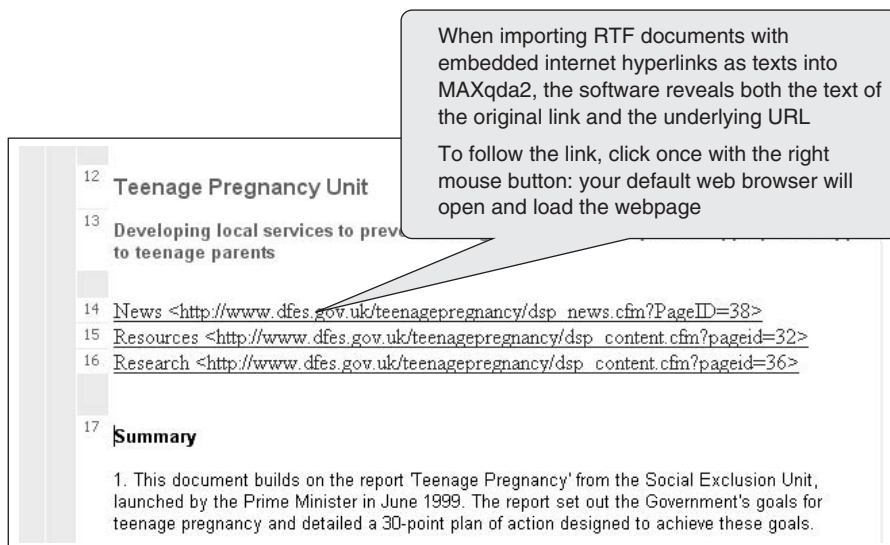 When importing RTF documents with
embedded internet hyperlinks as texts into
MAXqda2, the software reveals both the text of
the original link and the underlying URL
To follow the link, click once with the right
mouse button: your default web browser will
open and load the webpage
12 Teenage Pregnancy Unit
13 Developing local services to
to teenage parents
14 News <http://www.dfes.gov.uk/teenagepregnancy/dsp_news.cfm?PageID=38>
15 Resources <http://www.dfes.gov.uk/teenagepregnancy/dsp_content.cfm?pageid=32>
16 Research <http://www.dfes.gov.uk/teenagepregnancy/dsp_content.cfm?pageid=36>
17 Summary
1. This document builds on the report 'Teenage Pregnancy' from the Social Exclusion Unit,
launched by the Prime Minister in June 1999. The report set out the Government's goals for
teenage pregnancy and detailed a 30-point plan of action designed to achieve these goals.